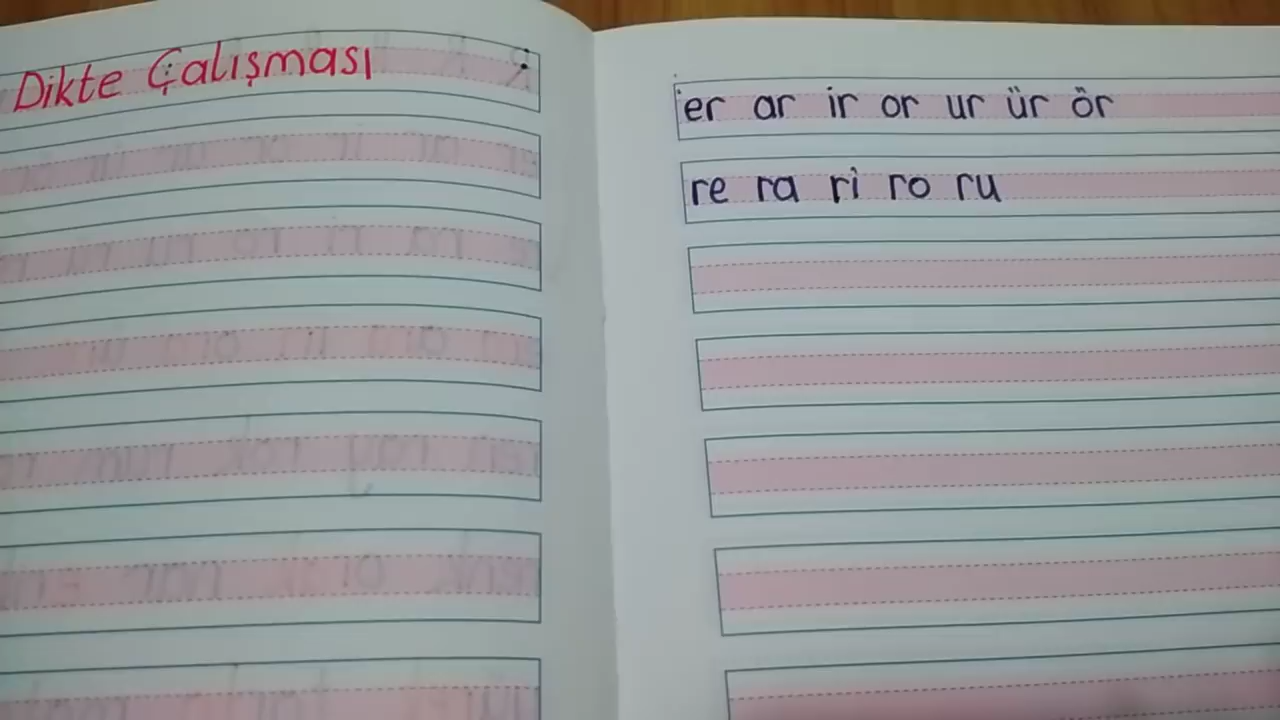 Dikte Çalışması
er ar ir or ur ür ör
re ra ri ro ru